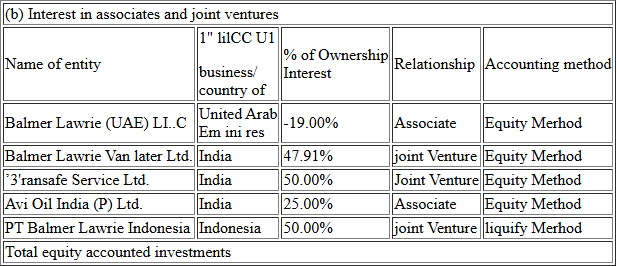 (b) Interest in associates and joint ventures
Name of entity
1" lilCC U1
business/
country of
% of Ownership
Interest
Relationship
Accounting method
Balmer Lawrie (UAE) LI..C
United Arab
Em ini res
-19.00%
Associate
Equity Merhod
Balmer Lawrie Van later Ltd.
India
47.91%
joint Venture
Equity Method
’3'ransafe Service Ltd.
India
50.00%
Joint Venture
Equity Method
Avi Oil India (P) Ltd.
India
25.00%
Associate
Equity Merhod
PT Balmer Lawrie Indonesia
Indonesia
50.00%
joint Venture
liquify Method
Total equity accounted investments